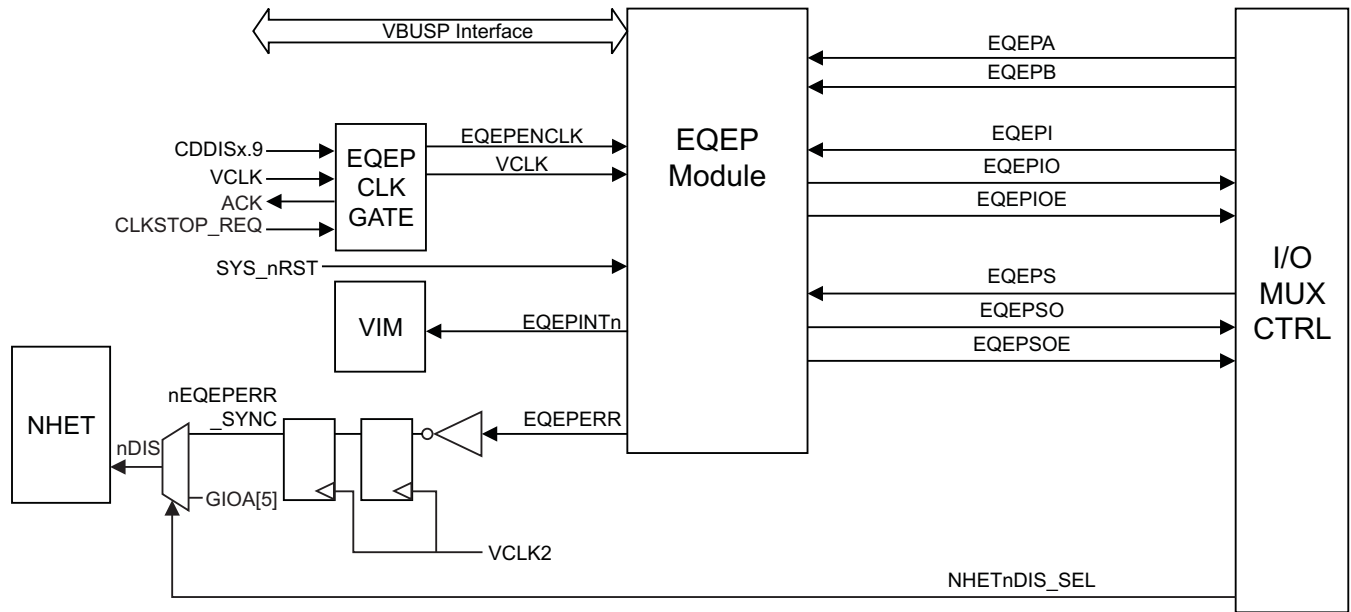 VBUSP Interface
EQEPA
EQEPB
EQEPI
EQEPIO
EQEPIOE
EQEPS
EQEPSO
EQEPSOE
EQEP
Module
I/O
MUX
CTRL
CDDISx.9
VCLK
ACK
CLKSTOP_REQ
EQEP
CLK
GATE
EQEPENCLK
VCLK
SYS_nRST
VIM
EQEPINTn
NHET
nDIS
nEQEPERR
_SYNC
EQEPERR
GIOA[5]
VCLK2
NHETnDIS_SEL